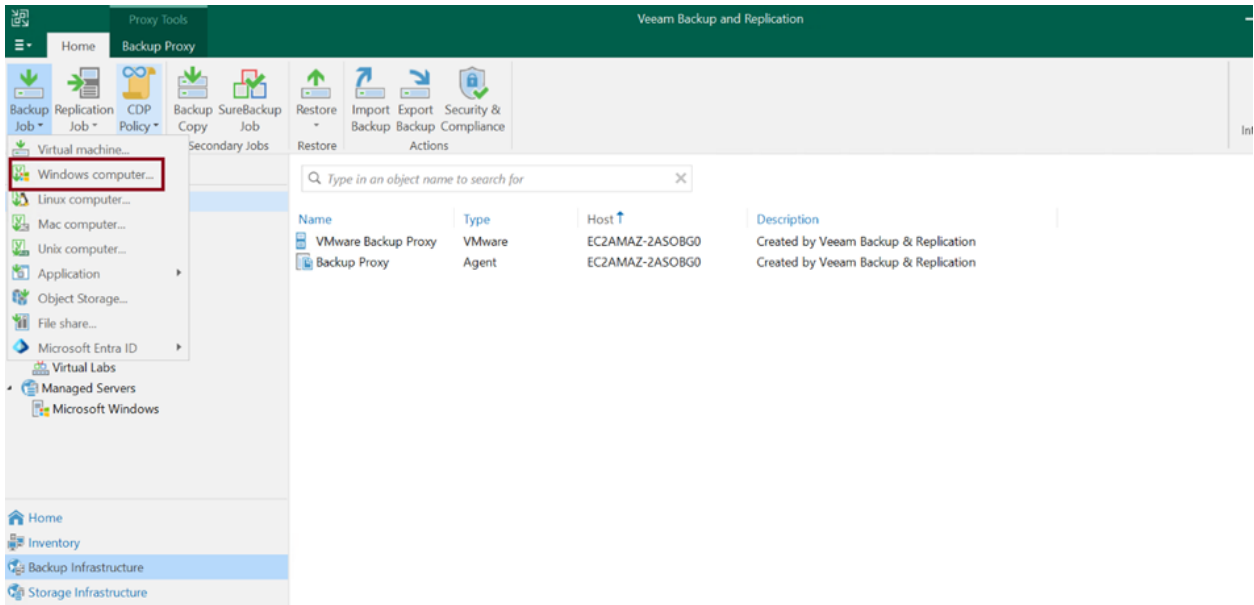 Proxy Tools
Veeam Backup and Replication
Home
Backup Proxy
Backup Job
Replication Job
CDP Policy
Backup Copy
SureBackup Job
Restore
Import Backup
Export Backup
Security & Compliance
Secondary Jobs
Restore
Actions
Virtual machine...
Windows computer...
Linux computer...
Mac computer...
Unix computer...
Application
Object Storage...
File share...
Microsoft Entra ID
Virtual Labs
Managed Servers
Microsoft Windows
Home
Inventory
Backup Infrastructure
Storage Infrastructure
Type in an object name to search for
Name Type Host Description
VMware Backup Proxy VMware EC2AMAZ-2ASOBG0 Created by Veeam Backup & Replication
Backup Proxy Agent EC2AMAZ-2ASOBG0 Created by Veeam Backup & Replication